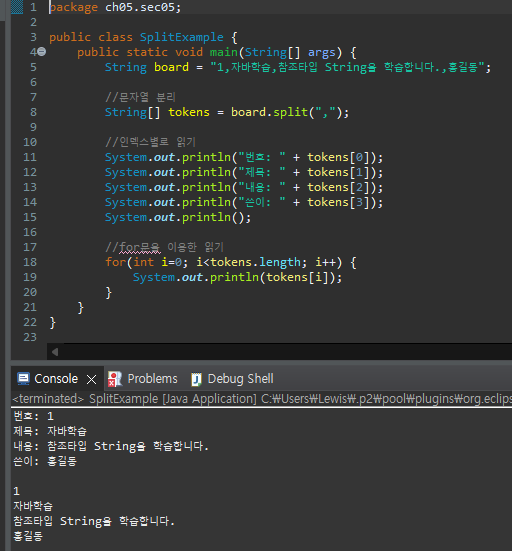 1 package ch05.sec05;
2
3 public class SplitExample {
4 public static void main(String[] args) {
5 String board = "1,자바학습,참조타입 String을 학습합니다.,홍길동";
6
7 //문자열 분리
8 String[] tokens = board.split(",");
9
10 //인덱스별로 읽기
11 System.out.println("번호: " + tokens[0]);
12 System.out.println("제목: " + tokens[1]);
13 System.out.println("내용: " + tokens[2]);
14 System.out.println("쓴이: " + tokens[3]);
15 System.out.println();
16
17 //for문을 이용한 읽기
18 for(int i=0; i<tokens.length; i++) {
19 System.out.println(tokens[i]);
20 }
21 }
22 }
23
Console Problems Debug Shell
<terminated> SplitExample [Java Application] C:₩Users₩Lewis₩.p2₩pool₩plugins₩org.eclips
번호: 1
제목: 자바학습
내용: 참조타입 String을 학습합니다.
쓴이: 홍길동
1
자바학습
참조타입 String을 학습합니다.
홍길동